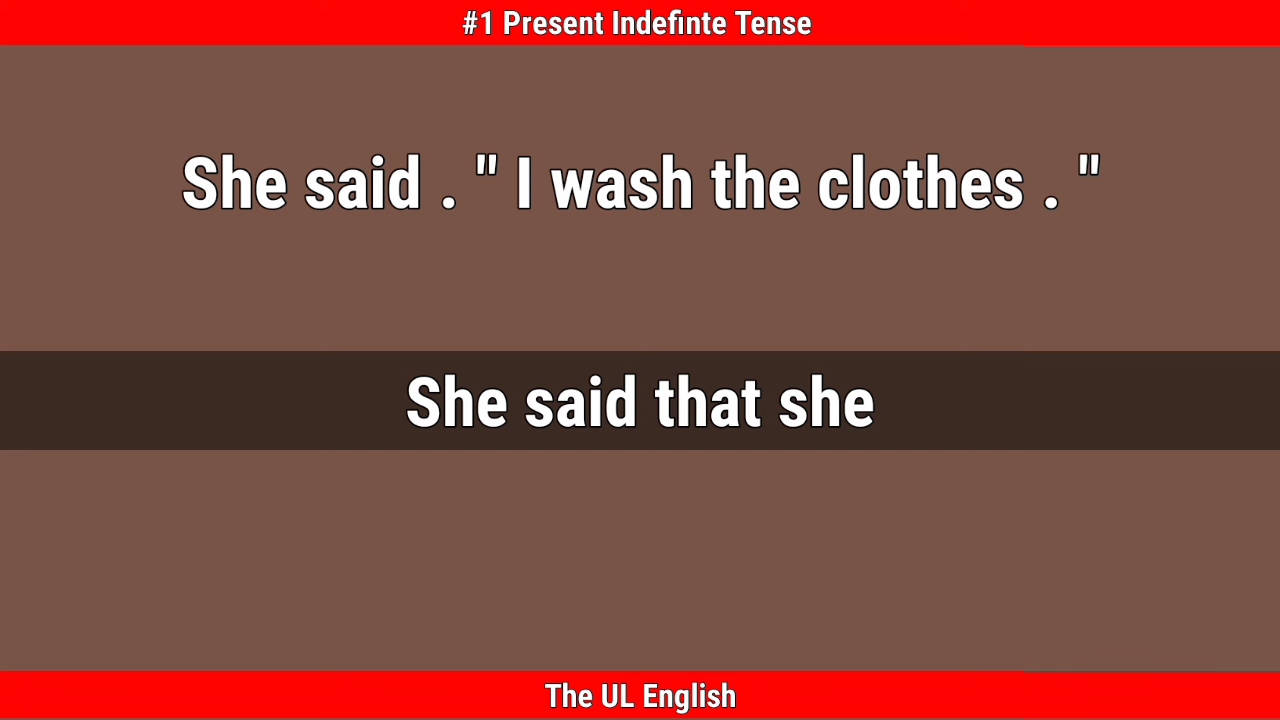 #1 Present Indefinte Tense
She said . " I wash the clothes . "
She said that she
The UL English